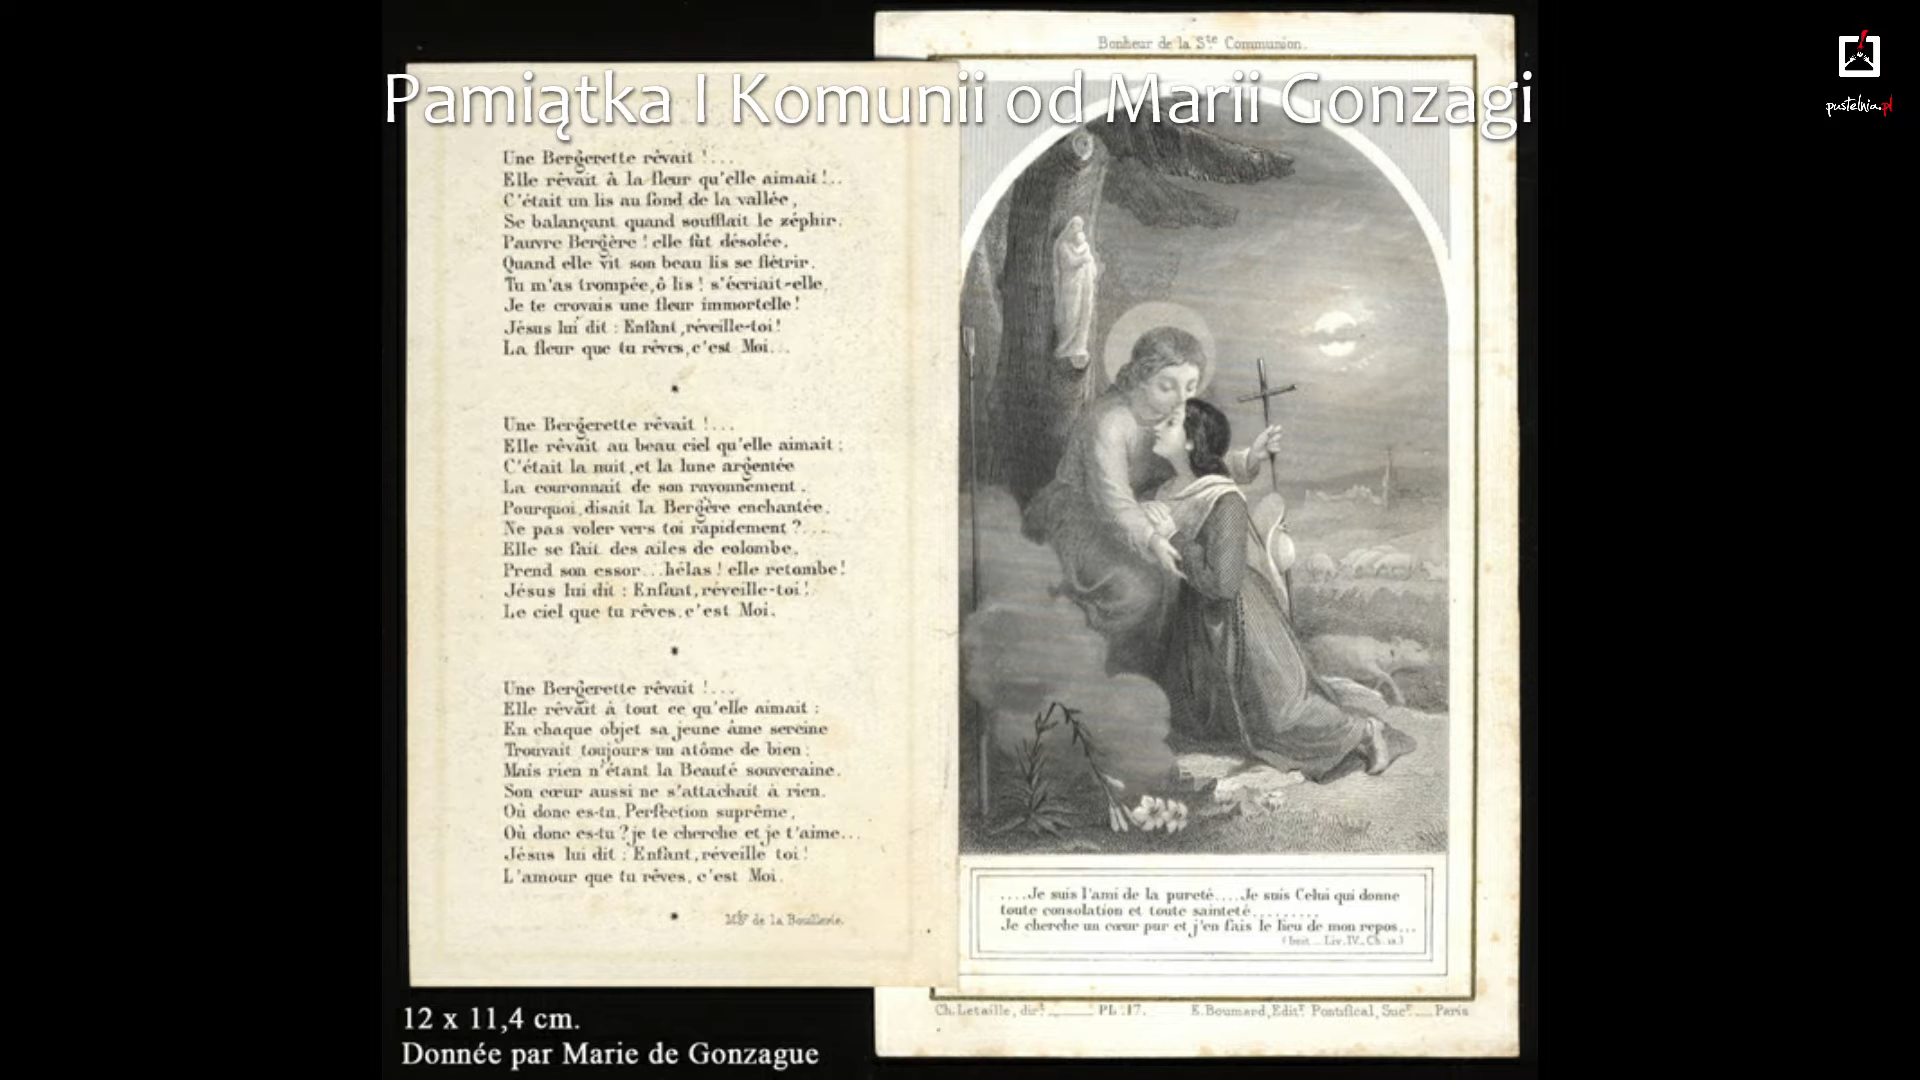 Pamiątka I Komunii od Marii Gonzagi
pustelnia.pl
Une Bergerette rêvait !...
Elle rêvait à la fleur qu'elle aimait !..
C'était un lis au fond de la vallée,
Se balançant quand soufflait le zéphir.
Pauvre Bergère ! elle fût désolée,
Quand elle vit son beau lis se flétrir.
Tu m'as trompée, ô lis ! s'écriait-elle,
Je te croyais une fleur immortelle !
Jésus lui dit : Enfant, réveille-toi !
La fleur que tu rêves, c'est Moi...
*
Une Bergerette rêvait !...
Elle rêvait au beau ciel qu'elle aimait ;
C'était la nuit, et la lune argentée
La couronnait de son rayonnement.
Pourquoi, disait la Bergère enchantée,
Ne pas voler vers toi rapidement ?....
Elle se fait des ailes de colombe,
Prend son essor...hélas ! elle retombe !
Jésus lui dit : Enfant, réveille-toi !
Le ciel que tu rêves, c'est Moi.
*
Une Bergerette rêvait !...
Elle rêvait à tout ce qu'elle aimait ;
En chaque objet sa jeune âme sereine
Trouvait toujours un atôme de bien ;
Mais rien n'étant la Beauté souveraine,
Son cœur aussi ne s'attachait à rien.
Où donc es-tu, Perfection suprême,
Où donc es-tu ? je te cherche et je t'aime...
Jésus lui dit : Enfant, réveille toi !
L'amour que tu rêves, c'est Moi.
*
Mgr de la Bouillerie.
Bonheur de la Ste Communion.
....Je suis l'ami de la pureté....Je suis Celui qui donne
toute consolation et toute sainteté.........
Je cherche un cœur pur et j'en fais le lieu de mon repos...
Liv. IV. Ch.
Ch. Letaille, dirt. Pl. 17. E. Boumard, Editr Pontifical, Sucr Paris
12 x 11,4 cm.
Donnée par Marie de Gonzague